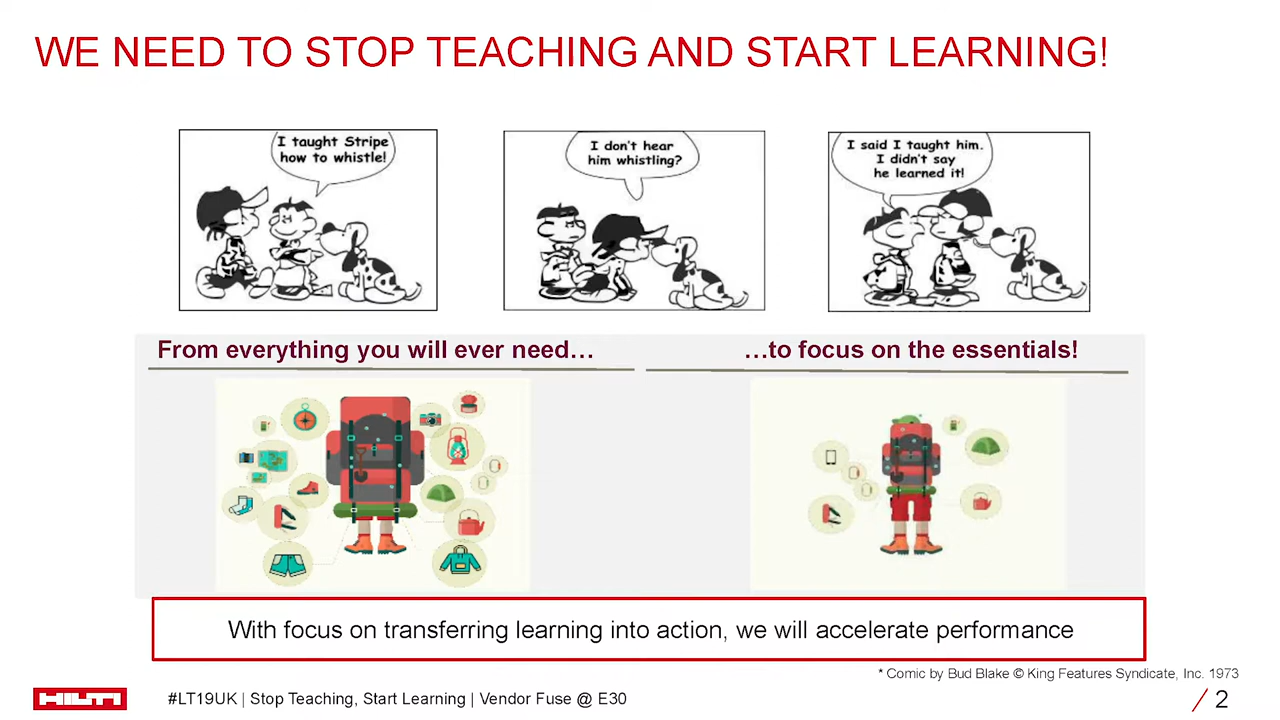 WE NEED TO STOP TEACHING AND START LEARNING!
I taught Stripe
how to whistle!
I don't hear
him whistling?
I said I taught him.
I didn't say
he learned it!
From everything you will ever need…
…to focus on the essentials!
With focus on transferring learning into action, we will accelerate performance
* Comic by Bud Blake © King Features Syndicate, Inc. 1973
HILTI
#LT19UK | Stop Teaching, Start Learning | Vendor Fuse @ E30
/ 2